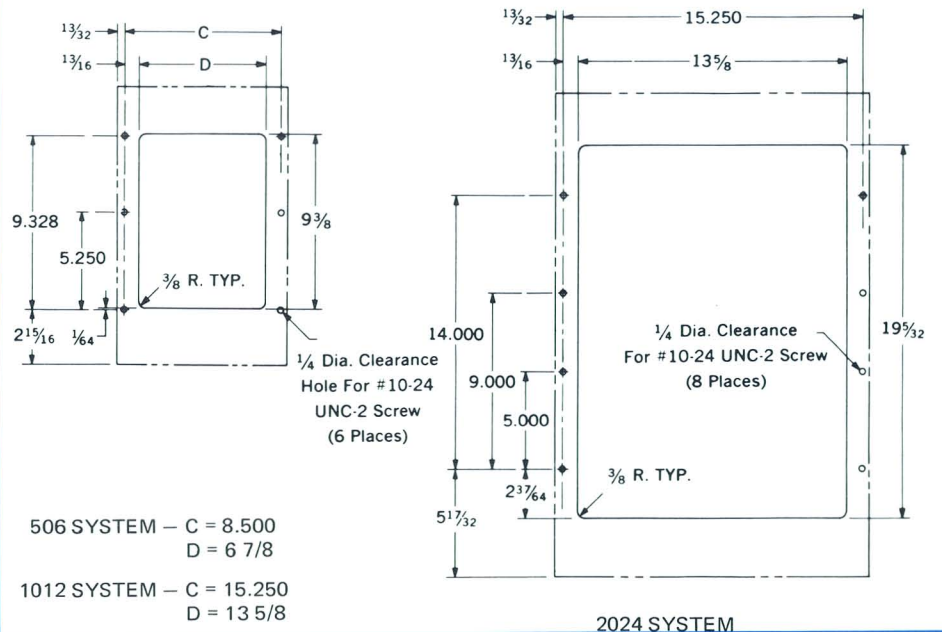 13/32
C
13/16
D
9.328
5.250
9 3/8
3/8 R. TYP.
2 15/16
1/64
1/4 Dia. Clearance
Hole For #10-24
UNC-2 Screw
(6 Places)
506 SYSTEM — C = 8.500
D = 6 7/8
1012 SYSTEM — C = 15.250
D = 13 5/8
13/32
15.250
13/16
13 5/8
14.000
9.000
5.000
1/4 Dia. Clearance
For #10-24 UNC-2 Screw
(8 Places)
19 5/32
3/8 R. TYP.
2 37/64
5 17/32
2024 SYSTEM